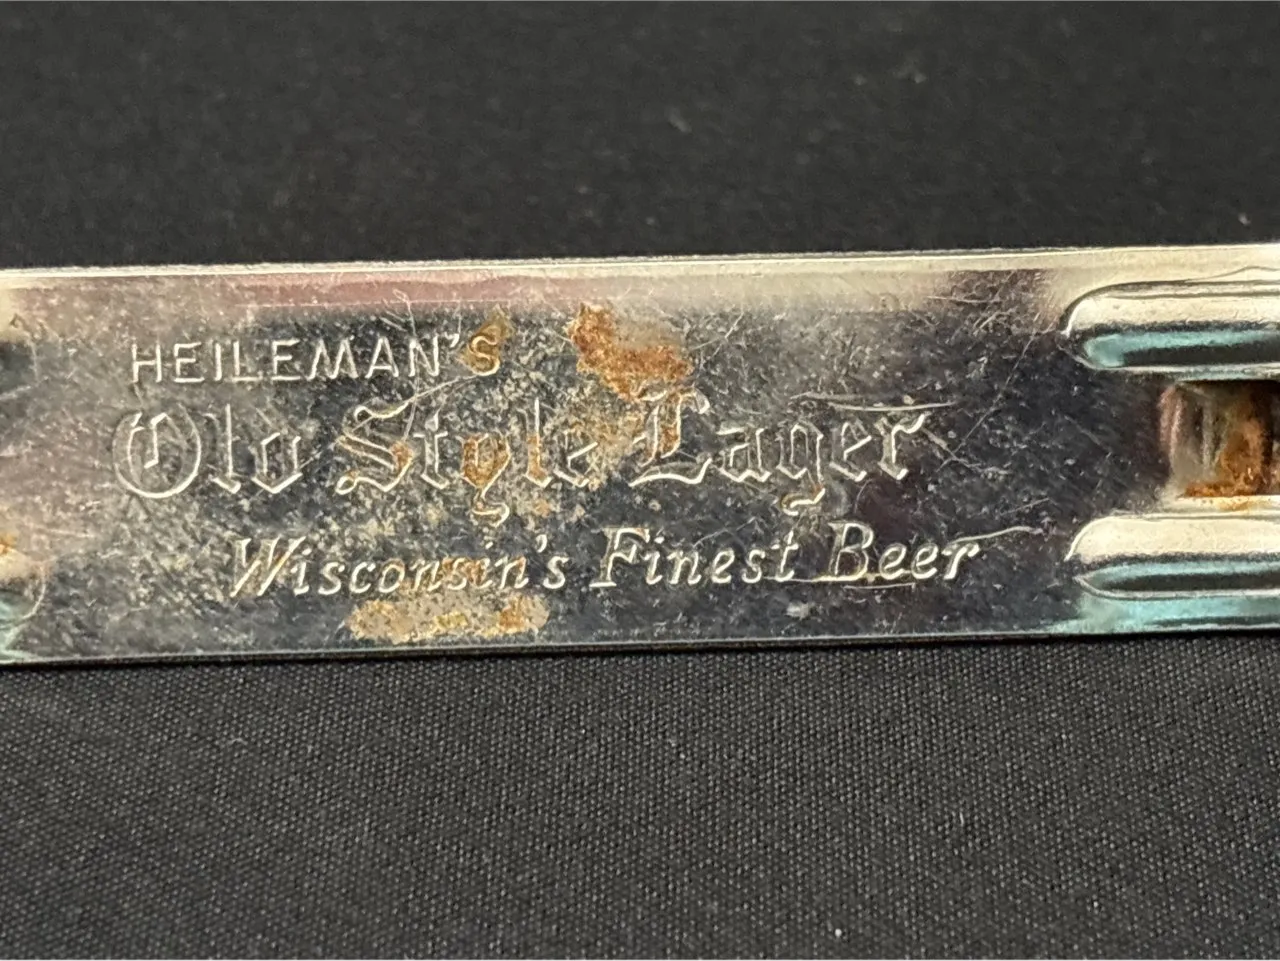 HEILEMAN'S
Old Style Lager
Wisconsin's Finest Beer